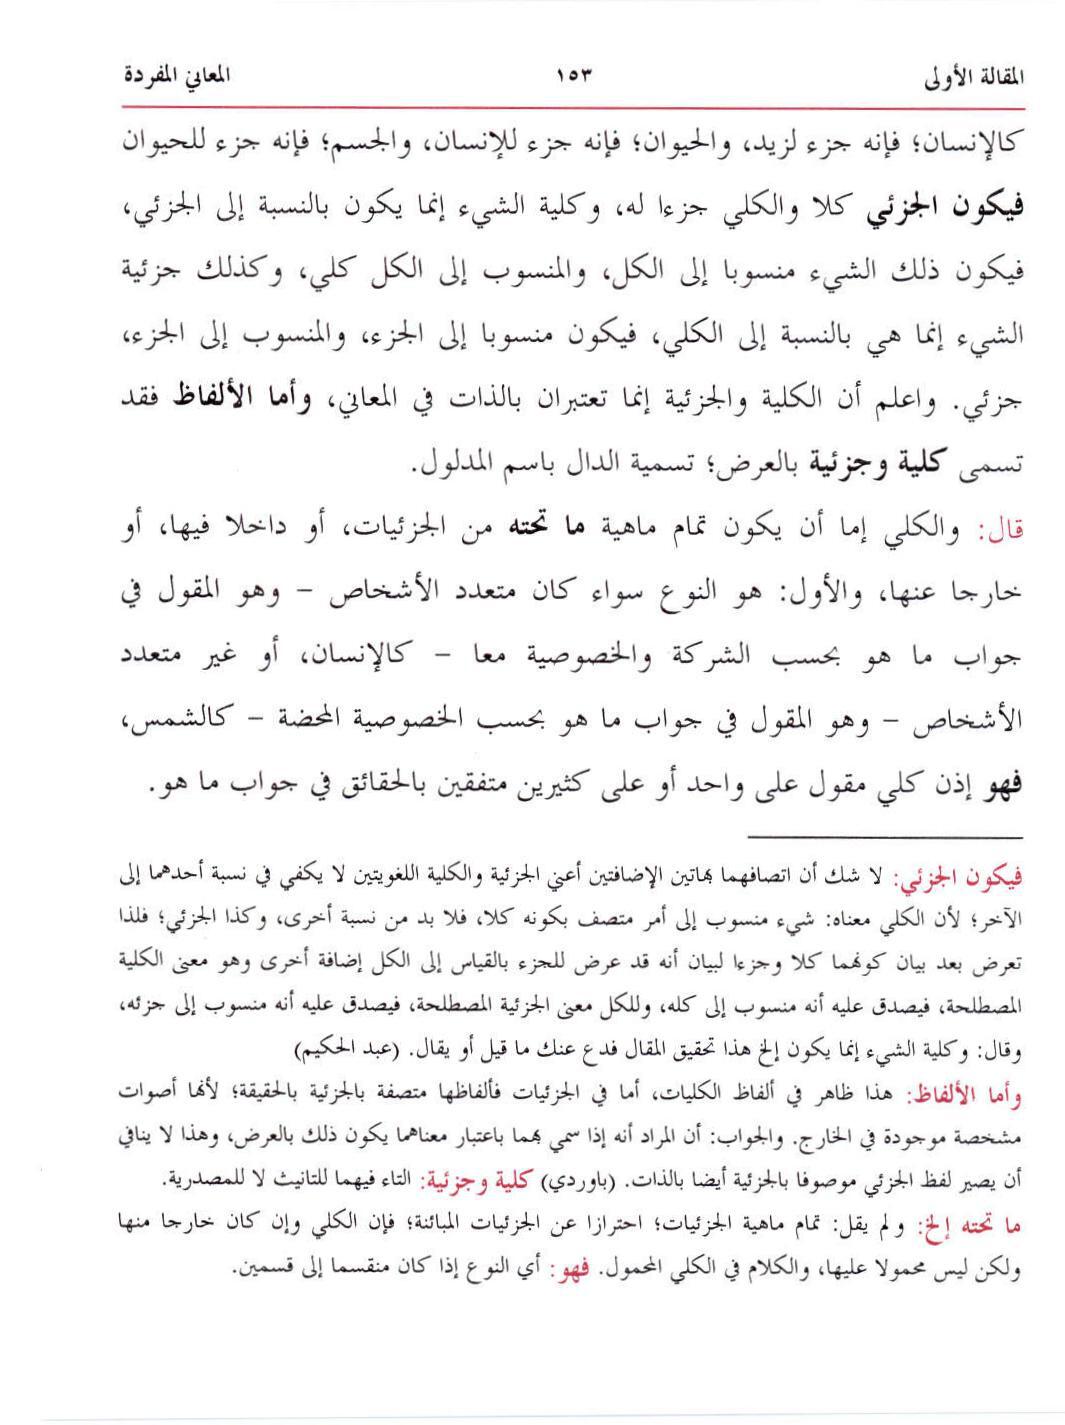 المقالة الأولى ١٥٣ المعاني المفردة
كالإنسان؛ فإنه جزء لزيد، والحيوان؛ فإنه جزء للإنسان، والجسم؛ فإنه جزء للحيوان
فيكون الجزئي كلا والكلي جزءا له، وكلية الشيء إنما يكون بالنسبة إلى الجزئي،
فيكون ذلك الشيء منسوبا إلى الكل، والمنسوب إلى الكل كلي، وكذلك جزئية
الشيء إنما هي بالنسبة إلى الكلي، فيكون منسوبا إلى الجزء، والمنسوب إلى الجزء،
جزئي. واعلم أن الكلية والجزئية إنما تعتبران بالذات في المعاني، وأما الألفاظ فقد
تسمى كلية وجزئية بالعرض؛ تسمية الدال باسم المدلول.
قال: والكلي إما أن يكون تمام ماهية ما تحته من الجزئيات، أو داخلا فيها، أو
خارجا عنها، والأول: هو النوع سواء كان متعدد الأشخاص – وهو المقول في
جواب ما هو بحسب الشركة والخصوصية معا – كالإنسان، أو غير متعدد
الأشخاص – وهو المقول في جواب ما هو بحسب الخصوصية المحضة – كالشمس،
فهو إذن كلي مقول على واحد أو على كثيرين متفقين بالحقائق في جواب ما هو.
فيكون الجزئي: لا شك أن اتصافهما بهاتين الإضافتين أعني الجزئية والكلية اللغويتين لا يكفي في نسبة أحدهما إلى
الآخر؛ لأن الكلي معناه: شيء منسوب إلى أمر متصف بكونه كلا، فلا بد من نسبة أخرى، وكذا الجزئي؛ فلذا
تعرض بعد بيان كونهما كلا وجزءا لبيان أنه قد عرض للجزء بالقياس إلى الكل إضافة أخرى وهو معنى الكلية
المصطلحة، فيصدق عليه أنه منسوب إلى كله، وللكل معنى الجزئية المصطلحة، فيصدق عليه أنه منسوب إلى جزئه،
وقال: وكلية الشيء إنما يكون إلخ هذا تحقيق المقال فدع عنك ما قيل أو يقال. (عبد الحكيم)
وأما الألفاظ: هذا ظاهر في ألفاظ الكليات، أما في الجزئيات فألفاظها متصفة بالجزئية بالحقيقة؛ لأنها أصوات
مشخصة موجودة في الخارج. والجواب: أن المراد أنه إذا سمي بهما باعتبار معناهما يكون ذلك بالعرض، وهذا لا ينافي
أن يصير لفظ الجزئي موصوفا بالجزئية أيضا بالذات. (باوردي) كلية وجزئية: التاء فيهما للتانيث لا للمصدرية.
ما تحته إلخ: ولم يقل: تمام ماهية الجزئيات؛ احترازا عن الجزئيات المبائنة؛ فإن الكلي وإن كان خارجا منها
ولكن ليس محمولا عليها، والكلام في الكلي المحمول. فهو: أي النوع إذا كان منقسما إلى قسمين.